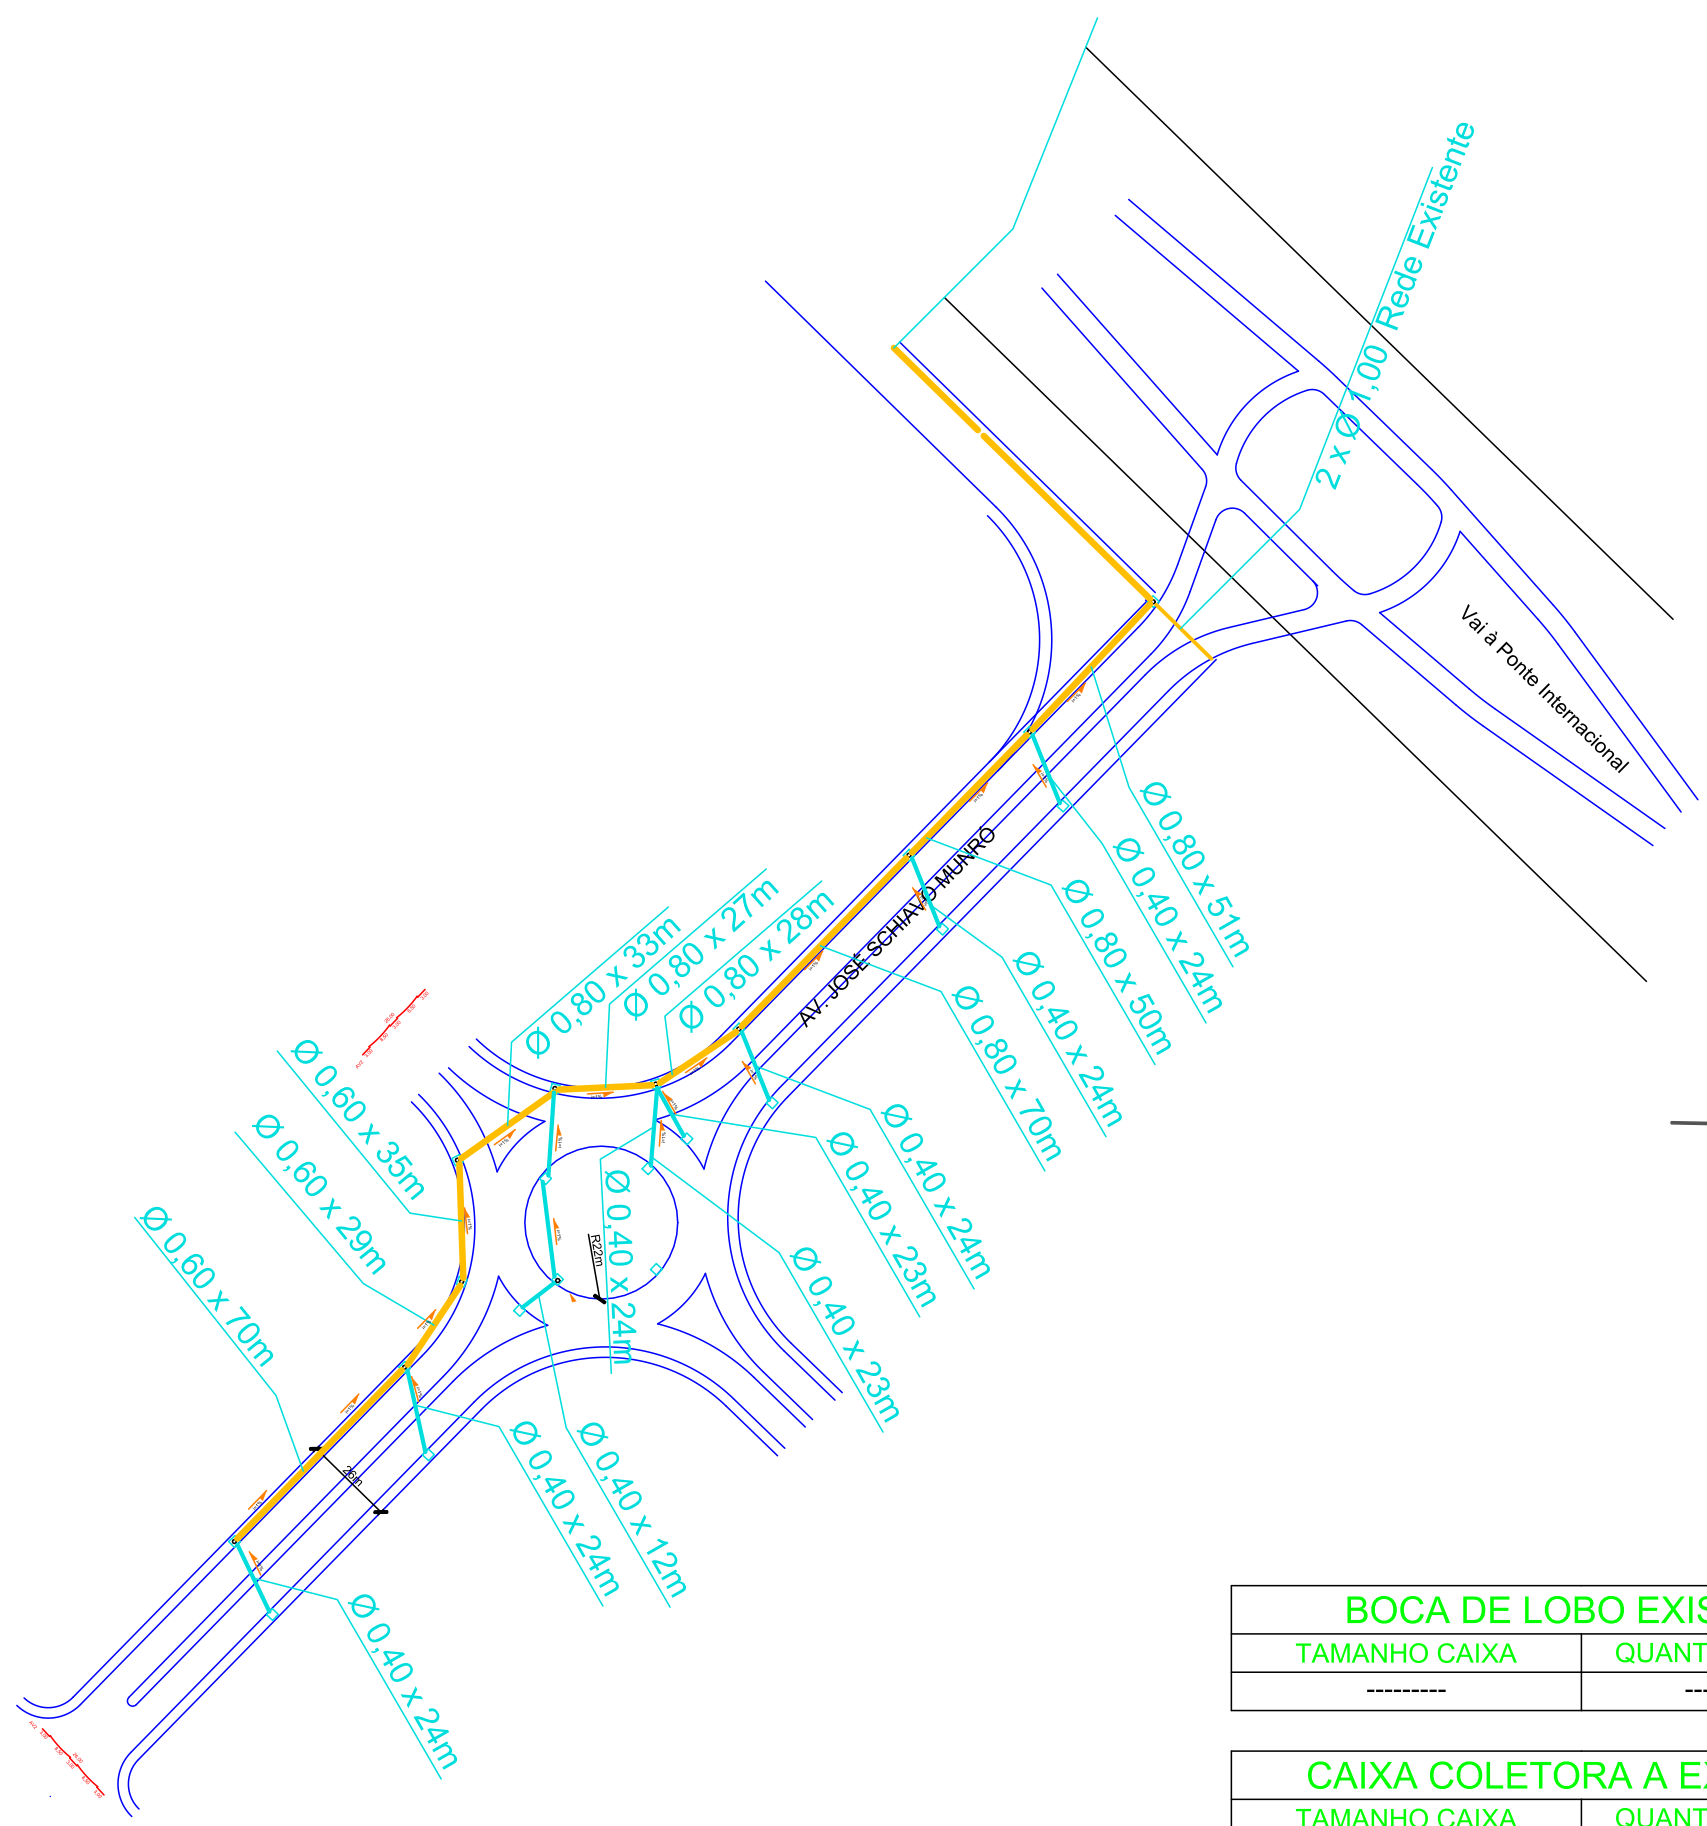 2 x Ø 1,00 Rede Existente
Vai à Ponte Internacional
Ø 0,80 x 51m
Ø 0,40 x 24m
Ø 0,80 x 50m
Ø 0,40 x 24m
Ø 0,80 x 70m
AV. JOSÉ SCHIAVO MUNRÓ
Ø 0,80 x 33m
Ø 0,80 x 27m
Ø 0,80 x 28m
Ø 0,60 x 35m
Ø 0,60 x 29m
Ø 0,60 x 70m
Ø 0,40 x 24m
Ø 0,40 x 23m
Ø 0,40 x 24m
R22m
Ø 0,40 x 23m
26m
Ø 0,40 x 24m
Ø 0,40 x 12m
Ø 0,40 x 24m
BOCA DE LOBO EXIS
TAMANHO CAIXA QUANT
--------- ---
CAIXA COLETORA A EX
TAMANHO CAIXA QUANT